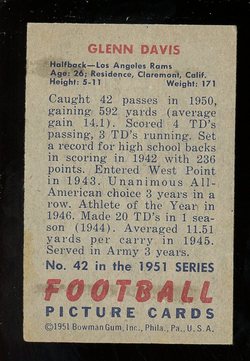 GLENN DAVIS
Halfback—Los Angeles Rams
Age: 26; Residence, Claremont, Calif.
Height: 5-11 Weight: 171
Caught 42 passes in 1950,
gaining 592 yards (average
gain 14.1). Scored 4 TD's
passing, 3 TD's running. Set
a record for high school backs
in scoring in 1942 with 236
points. Entered West Point
in 1943. Unanimous All-
American choice 3 years in a
row. Athlete of the Year in
1946. Made 20 TD's in 1 sea-
son (1944). Averaged 11.51
yards per carry in 1945.
Served in Army 3 years.
No. 42 in the 1951 SERIES
FOOTBALL
PICTURE CARDS
©1951 Bowman Gum, Inc., Phila., Pa., U. S. A.